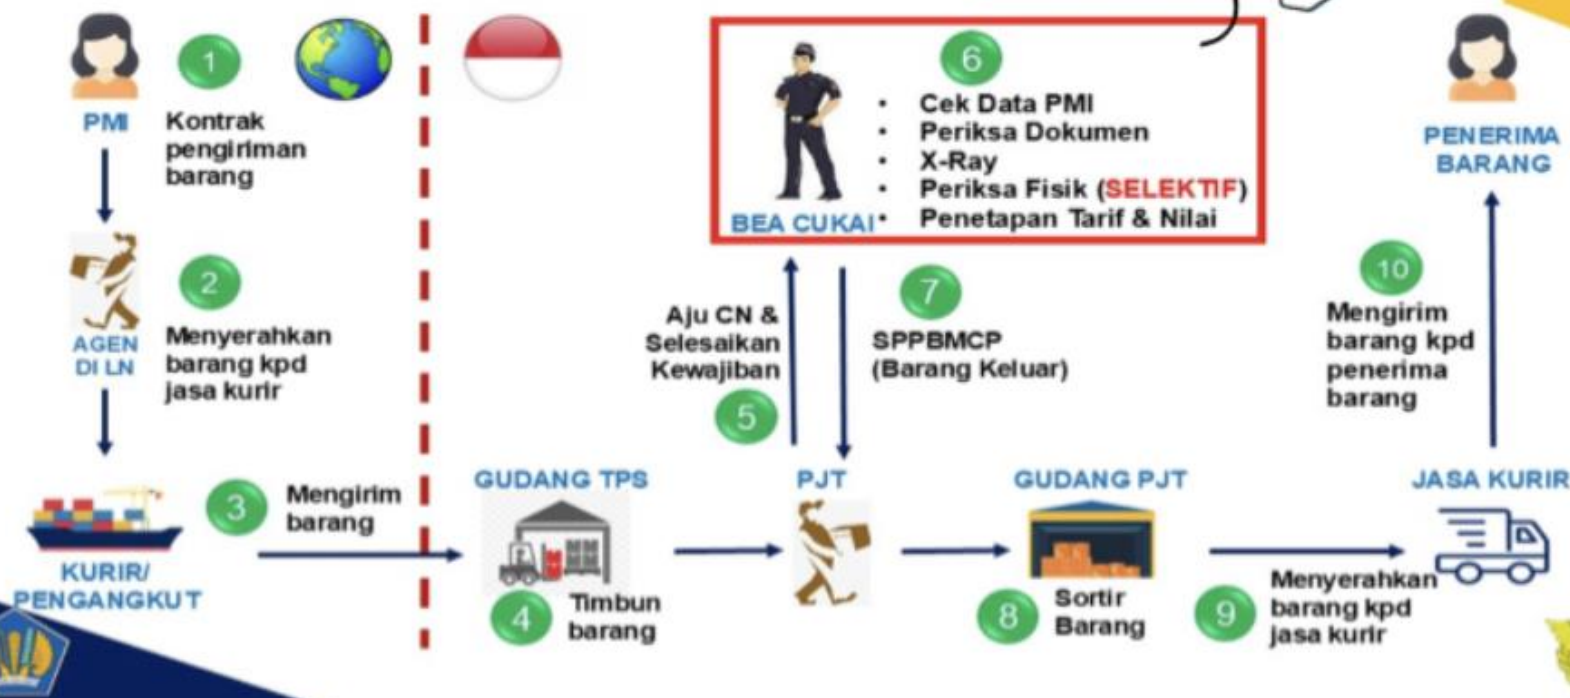 1
PMI
Kontrak
pengiriman
barang
2
AGEN
DI LN
Menyerahkan
barang kpd
jasa kurir
3
Mengirim
barang
KURIR/
PENGANGKUT
GUDANG TPS
4
Timbun
barang
5
Aju CN &
Selesaikan
Kewajiban
6
• Cek Data PMI
• Periksa Dokumen
• X-Ray
• Periksa Fisik (SELEKTIF)
• Penetapan Tarif & Nilai
BEA CUKAI
7
SPPBMCP
(Barang Keluar)
PJT
GUDANG PJT
8
Sortir
Barang
9
Menyerahkan
barang kpd
jasa kurir
JASA KURIR
10
Mengirim
barang kpd
penerima
barang
PENERIMA
BARANG